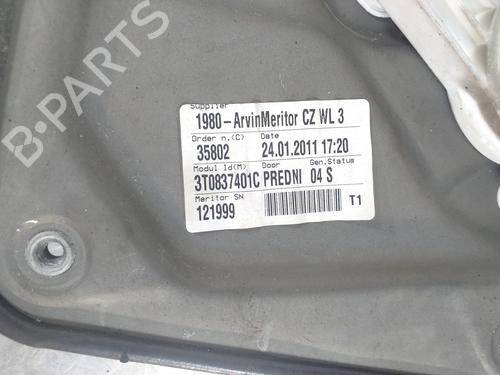 Supplier
1980-ArvinMeritor CZ WL 3
Order n.(C) Date
35802 24.01.2011 17:20
Modul ld(M) Door Gen.Status
3T0837401C PREDNI 04 S
Meritor SN
121999 T1
B-PARTS